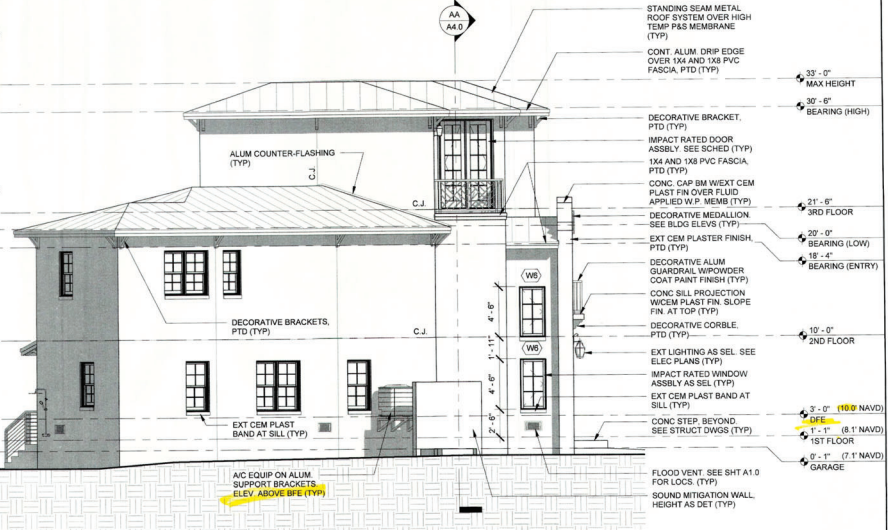 AA
A4.0
STANDING SEAM METAL
ROOF SYSTEM OVER HIGH
TEMP P&S MEMBRANE
(TYP)
CONT. ALUM. DRIP EDGE
OVER 1X4 AND 1X8 PVC
FASCIA, PTD (TYP)
33' - 0"
MAX HEIGHT
30' - 6"
BEARING (HIGH)
DECORATIVE BRACKET,
PTD (TYP)
IMPACT RATED DOOR
ASSBLY. SEE SCHED (TYP)
1X4 AND 1X8 PVC FASCIA,
PTD (TYP)
ALUM COUNTER-FLASHING
(TYP)
C.J.
C.J.
CONC. CAP BM W/EXT CEM
PLAST FIN OVER FLUID
APPLIED W.P. MEMB (TYP)
21' - 6"
3RD FLOOR
DECORATIVE MEDALLION.
SEE BLDG ELEVS (TYP)
20' - 0"
BEARING (LOW)
EXT CEM PLASTER FINISH,
PTD (TYP)
18' - 4"
BEARING (ENTRY)
DECORATIVE ALUM
GUARDRAIL W/POWDER
COAT PAINT FINISH (TYP)
W6
CONC SILL PROJECTION
W/CEM PLAST FIN. SLOPE
FIN. AT TOP (TYP)
4' - 6"
DECORATIVE BRACKETS,
PTD (TYP)
C.J.
DECORATIVE CORBLE,
PTD (TYP)
10' - 0"
2ND FLOOR
1' - 11"
W6
EXT LIGHTING AS SEL. SEE
ELEC PLANS (TYP)
IMPACT RATED WINDOW
ASSBLY AS SEL (TYP)
4' - 6"
EXT CEM PLAST BAND AT
SILL (TYP)
3' - 0" (10.0' NAVD)
DFE
2' - 6"
EXT CEM PLAST
BAND AT SILL (TYP)
CONC STEP, BEYOND.
SEE STRUCT DWGS (TYP)
1' - 1" (8.1' NAVD)
1ST FLOOR
0' - 1" (7.1' NAVD)
GARAGE
A/C EQUIP ON ALUM.
SUPPORT BRACKETS.
ELEV. ABOVE BFE (TYP)
FLOOD VENT. SEE SHT A1.0
FOR LOCS. (TYP)
SOUND MITIGATION WALL,
HEIGHT AS DET (TYP)